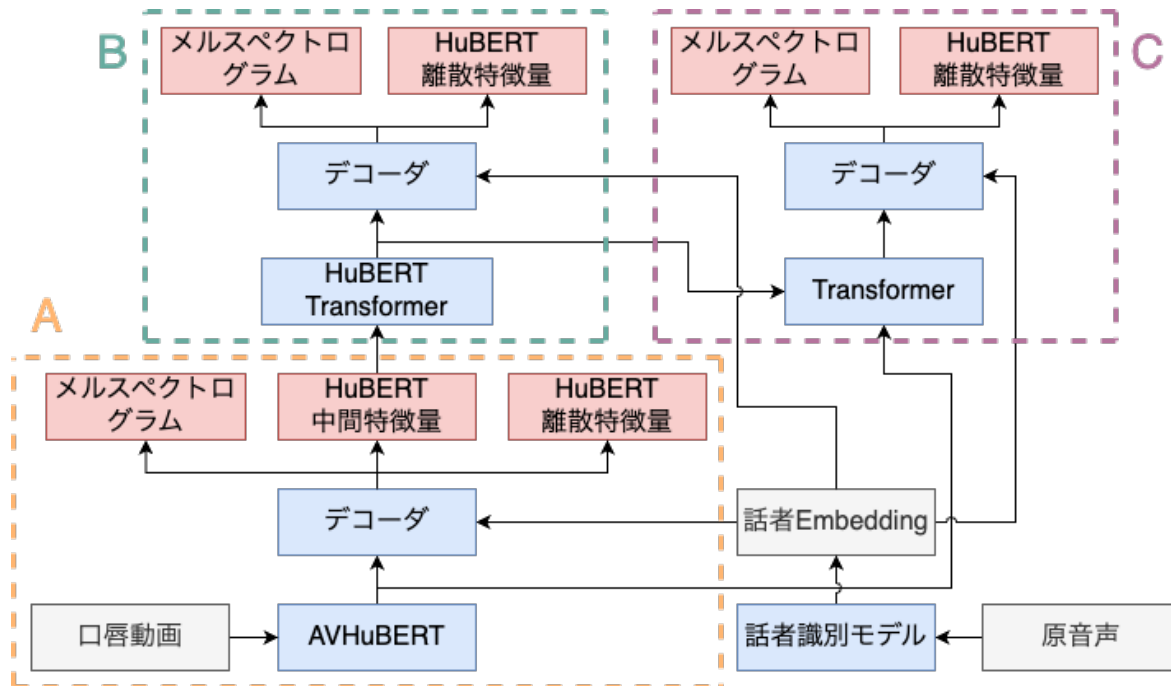 B
メルスペクトロ
グラム
HuBERT
離散特徴量
メルスペクトロ
グラム
HuBERT
離散特徴量
C
デコーダ
デコーダ
HuBERT
Transformer
Transformer
A
メルスペクトロ
グラム
HuBERT
中間特徴量
HuBERT
離散特徴量
デコーダ
話者Embedding
口唇動画
AVHuBERT
話者識別モデル
原音声